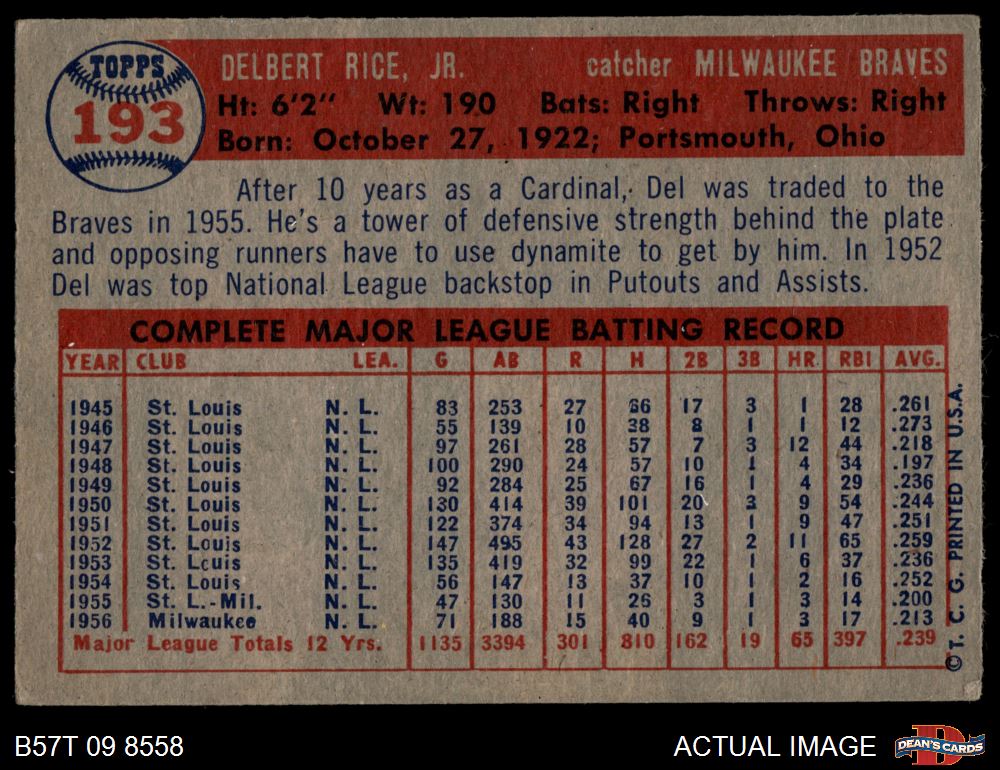 TOPPS
193
DELBERT RICE, JR. catcher MILWAUKEE BRAVES
Ht: 6'2" Wt: 190 Bats: Right Throws: Right
Born: October 27, 1922; Portsmouth, Ohio
After 10 years as a Cardinal, Del was traded to the
Braves in 1955. He's a tower of defensive strength behind the plate
and opposing runners have to use dynamite to get by him. In 1952
Del was top National League backstop in Putouts and Assists.
COMPLETE MAJOR LEAGUE BATTING RECORD
YEAR CLUB LEA. G AB R H 2B 3B HR RBI AVG.
1945 St. Louis N. L. 83 253 27 66 17 3 1 28 .261
1946 St. Louis N. L. 55 139 10 38 8 1 1 12 .273
1947 St. Louis N. L. 97 261 28 57 7 3 12 44 .218
1948 St. Louis N. L. 100 290 24 57 10 1 4 34 .197
1949 St. Louis N. L. 92 284 25 67 16 1 4 29 .236
1950 St. Louis N. L. 130 414 39 101 20 3 9 54 .244
1951 St. Louis N. L. 122 374 34 94 13 1 9 47 .251
1952 St. Louis N. L. 147 495 43 128 27 2 11 65 .259
1953 St. Louis N. L. 135 419 32 99 22 1 6 37 .236
1954 St. Louis N. L. 56 147 13 37 10 1 2 16 .252
1955 St. L.-Mil. N. L. 47 130 11 26 3 1 3 14 .200
1956 Milwaukee N. L. 71 188 15 40 9 1 3 17 .213
Major League Totals 12 Yrs. 1135 3394 301 810 162 19 65 397 .239
© T. C. G. PRINTED IN U.S.A.
B57T 09 8558
ACTUAL IMAGE
D
DEAN'S CARDS